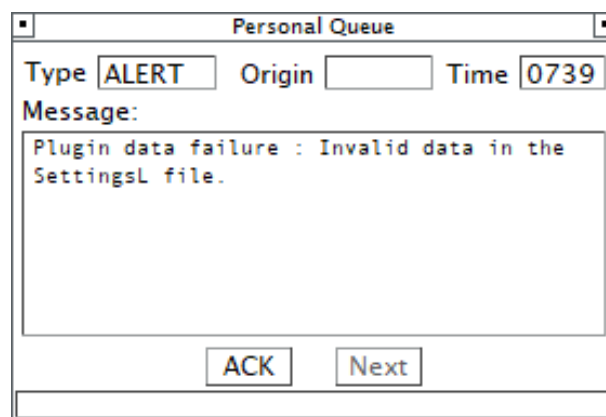 Personal Queue
Type ALERT Origin Time 0739
Message:
Plugin data failure : Invalid data in the
SettingsL file.
ACK Next